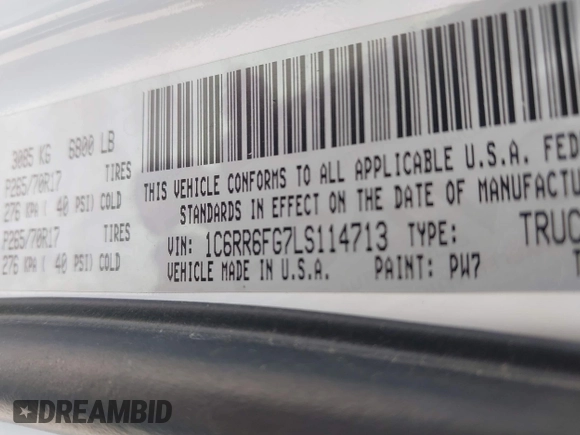 3085 KG 6800 LB
P265/70R17 TIRES
276 KPA ( 40 PSI) COLD
P265/70R17 TIRES
276 KPA ( 40 PSI) COLD
THIS VEHICLE CONFORMS TO ALL APPLICABLE U.S.A. FED
STANDARDS IN EFFECT ON THE DATE OF MANUFACTU
VIN: 1C6RR6FG7LS114713 TYPE: TRUC
VEHICLE MADE IN U.S.A. PAINT: PW7
DREAMBID